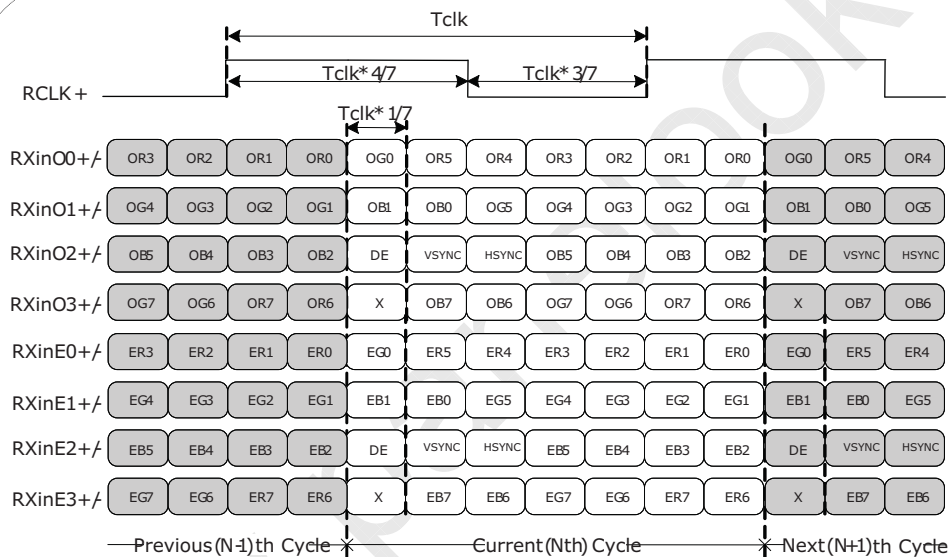 Tclk
Tclk* 4/7 Tclk* 3/7
RCLK+
Tclk* 1/7
RXinO0+/- OR3 OR2 OR1 OR0 OG0 OR5 OR4 OR3 OR2 OR1 OR0 OG0 OR5 OR4
RXinO1+/- OG4 OG3 OG2 OG1 OB1 OB0 OG5 OG4 OG3 OG2 OG1 OB1 OB0 OG5
RXinO2+/- OB5 OB4 OB3 OB2 DE VSYNC HSYNC OB5 OB4 OB3 OB2 DE VSYNC HSYNC
RXinO3+/- OG7 OG6 OR7 OR6 X OB7 OB6 OG7 OG6 OR7 OR6 X OB7 OB6
RXinE0+/- ER3 ER2 ER1 ER0 EG0 ER5 ER4 ER3 ER2 ER1 ER0 EG0 ER5 ER4
RXinE1+/- EG4 EG3 EG2 EG1 EB1 EB0 EG5 EG4 EG3 EG2 EG1 EB1 EB0 EG5
RXinE2+/- EB5 EB4 EB3 EB2 DE VSYNC HSYNC EB5 EB4 EB3 EB2 DE VSYNC HSYNC
RXinE3+/- EG7 EG6 ER7 ER6 X EB7 EB6 EG7 EG6 ER7 ER6 X EB7 EB6
Previous(N-1)th Cycle Current(Nth) Cycle Next(N+1)th Cycle